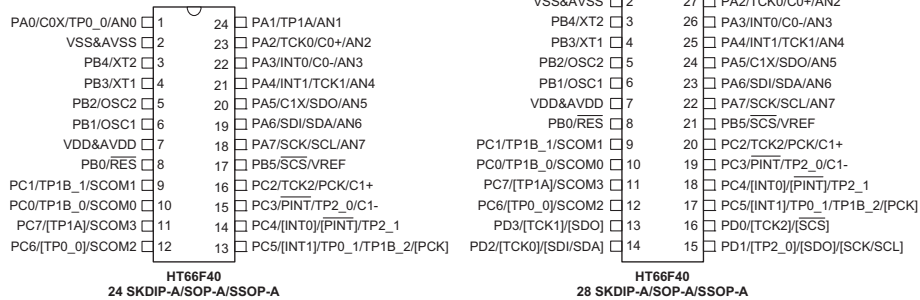 PA0/C0X/TP0_0/AN0 1
VSS&AVSS 2
PB4/XT2 3
PB3/XT1 4
PB2/OSC2 5
PB1/OSC1 6
VDD&AVDD 7
PB0/RES 8
PC1/TP1B_1/SCOM1 9
PC0/TP1B_0/SCOM0 10
PC7/[TP1A]/SCOM3 11
PC6/[TP0_0]/SCOM2 12
24 PA1/TP1A/AN1
23 PA2/TCK0/C0+/AN2
22 PA3/INT0/C0-/AN3
21 PA4/INT1/TCK1/AN4
20 PA5/C1X/SDO/AN5
19 PA6/SDI/SDA/AN6
18 PA7/SCK/SCL/AN7
17 PB5/SCS/VREF
16 PC2/TCK2/PCK/C1+
15 PC3/PINT/TP2_0/C1-
14 PC4/[INT0]/[PINT]/TP2_1
13 PC5/[INT1]/TP0_1/TP1B_2/[PCK]
HT66F40
24 SKDIP-A/SOP-A/SSOP-A
VSS&AVSS 2
PB4/XT2 3
PB3/XT1 4
PB2/OSC2 5
PB1/OSC1 6
VDD&AVDD 7
PB0/RES 8
PC1/TP1B_1/SCOM1 9
PC0/TP1B_0/SCOM0 10
PC7/[TP1A]/SCOM3 11
PC6/[TP0_0]/SCOM2 12
PD3/[TCK1]/[SDO] 13
PD2/[TCK0]/[SDI/SDA] 14
27 PA2/TCK0/C0+/AN2
26 PA3/INT0/C0-/AN3
25 PA4/INT1/TCK1/AN4
24 PA5/C1X/SDO/AN5
23 PA6/SDI/SDA/AN6
22 PA7/SCK/SCL/AN7
21 PB5/SCS/VREF
20 PC2/TCK2/PCK/C1+
19 PC3/PINT/TP2_0/C1-
18 PC4/[INT0]/[PINT]/TP2_1
17 PC5/[INT1]/TP0_1/TP1B_2/[PCK]
16 PD0/[TCK2]/[SCS]
15 PD1/[TP2_0]/[SDO]/[SCK/SCL]
HT66F40
28 SKDIP-A/SOP-A/SSOP-A